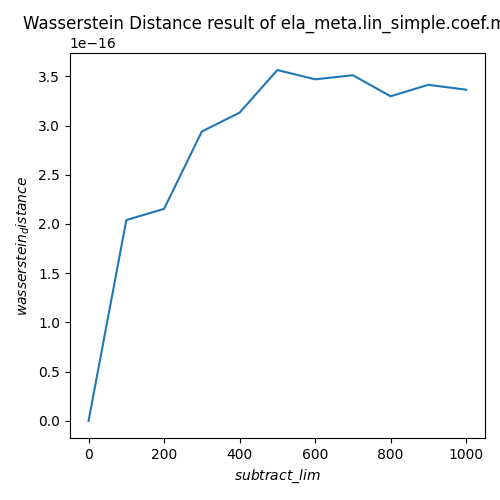 Wasserstein Distance result of ela_meta.lin_simple.coef.m
1e−16
3.5
3.0
2.5
2.0
1.5
1.0
0.5
0.0
wasserstein_distance
0 200 400 600 800 1000
subtract_lim